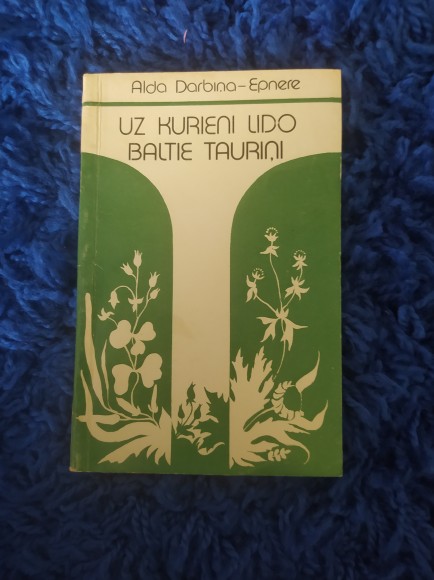 Alda Darbiņa-Epnere
UZ KURIENI LIDO
BALTIE TAURIŅI